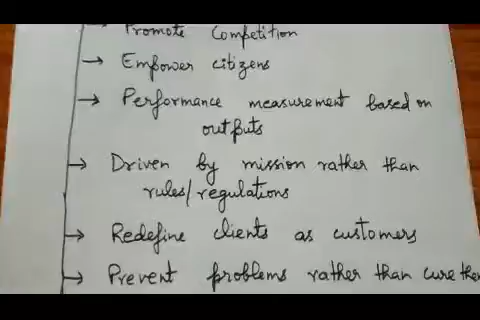 Promote Competition
→ Empower citizens
→ Performance measurement based on
outputs
→ Driven by mission rather than
rules/regulations
→ Redefine clients as customers
→ Prevent problems rather than cure them